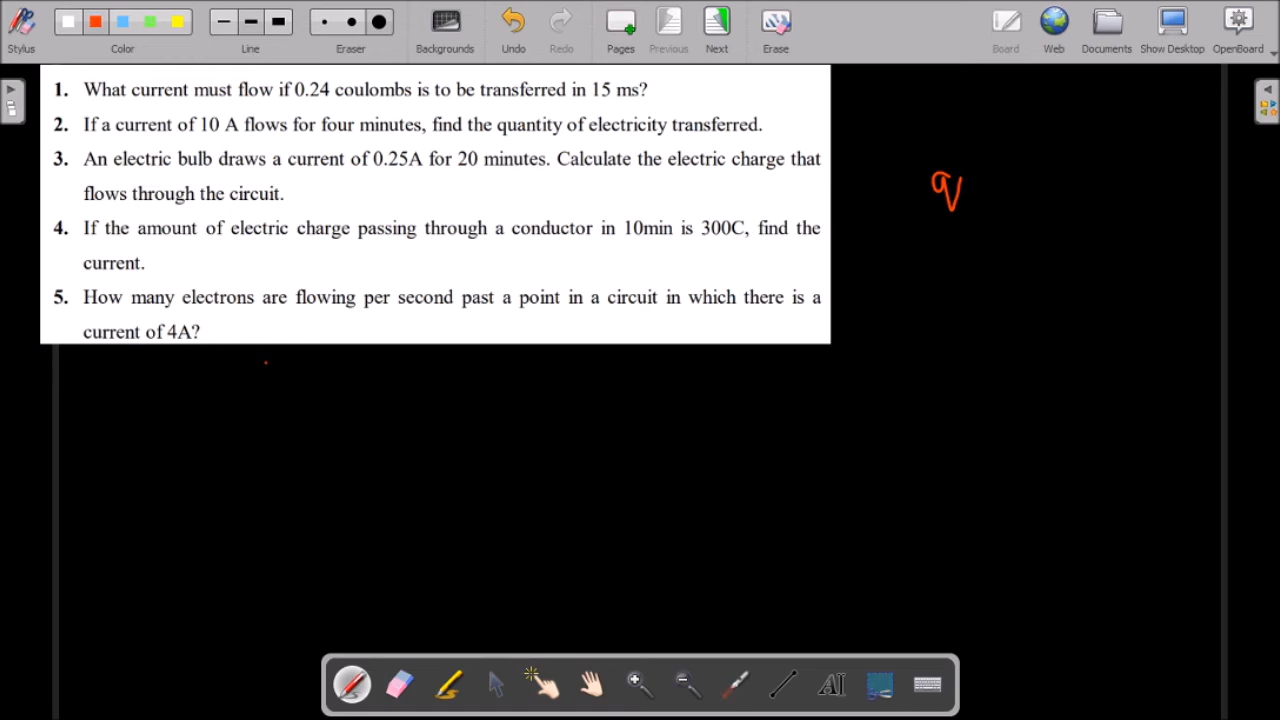 Stylus Color Line Eraser Backgrounds Undo Redo Pages Previous Next Erase Board Web Documents Show Desktop OpenBoard
1. What current must flow if 0.24 coulombs is to be transferred in 15 ms?
2. If a current of 10 A flows for four minutes, find the quantity of electricity transferred.
3. An electric bulb draws a current of 0.25A for 20 minutes. Calculate the electric charge that
flows through the circuit.
4. If the amount of electric charge passing through a conductor in 10min is 300C, find the
current.
5. How many electrons are flowing per second past a point in a circuit in which there is a
current of 4A?
q
AI